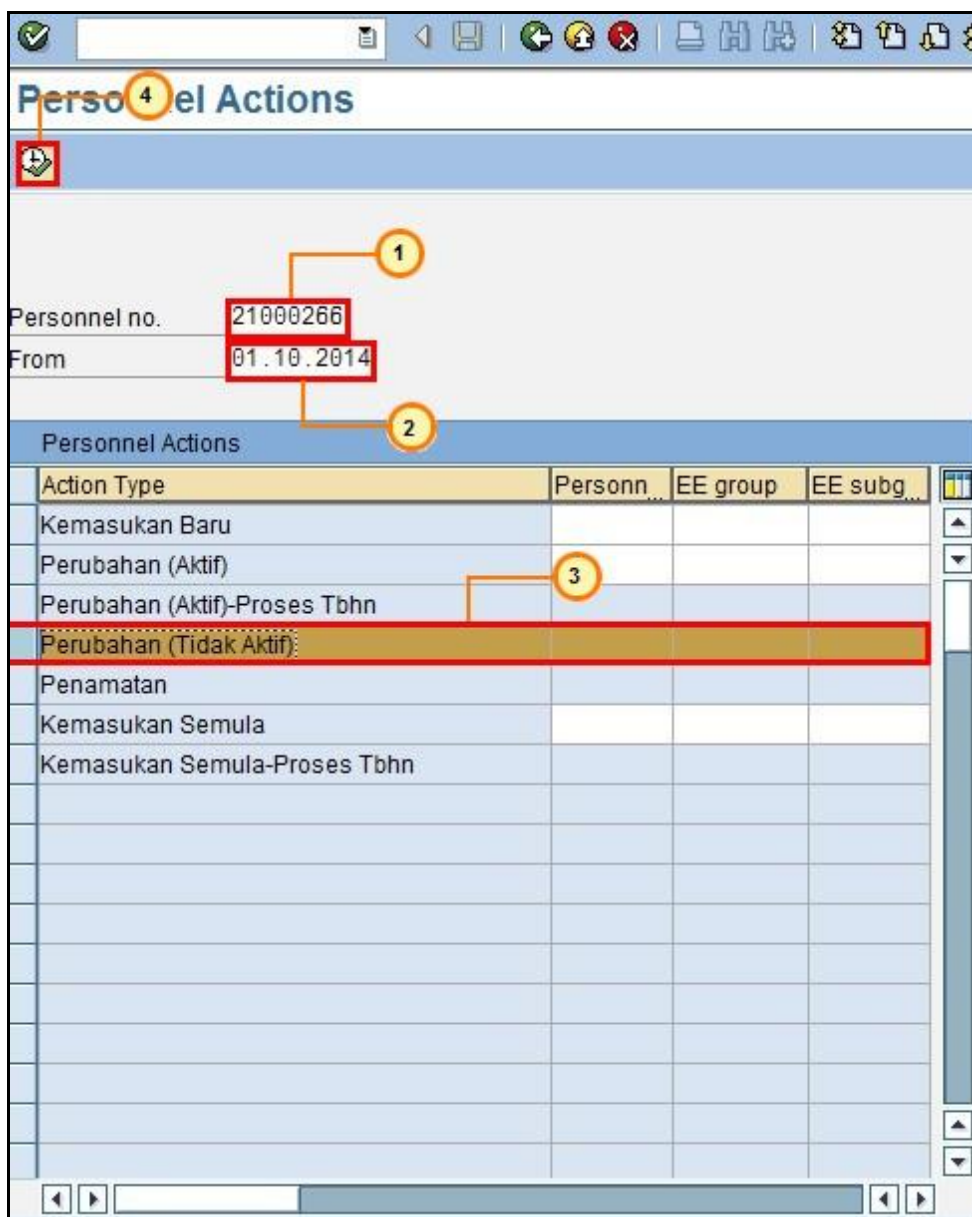 Personnel Actions
4
1
Personnel no. 21000266
From 01.10.2014
2
Personnel Actions
Action Type Personn... EE group EE subg...
Kemasukan Baru
Perubahan (Aktif)
3
Perubahan (Aktif)-Proses Tbhn
Perubahan (Tidak Aktif)
Penamatan
Kemasukan Semula
Kemasukan Semula-Proses Tbhn